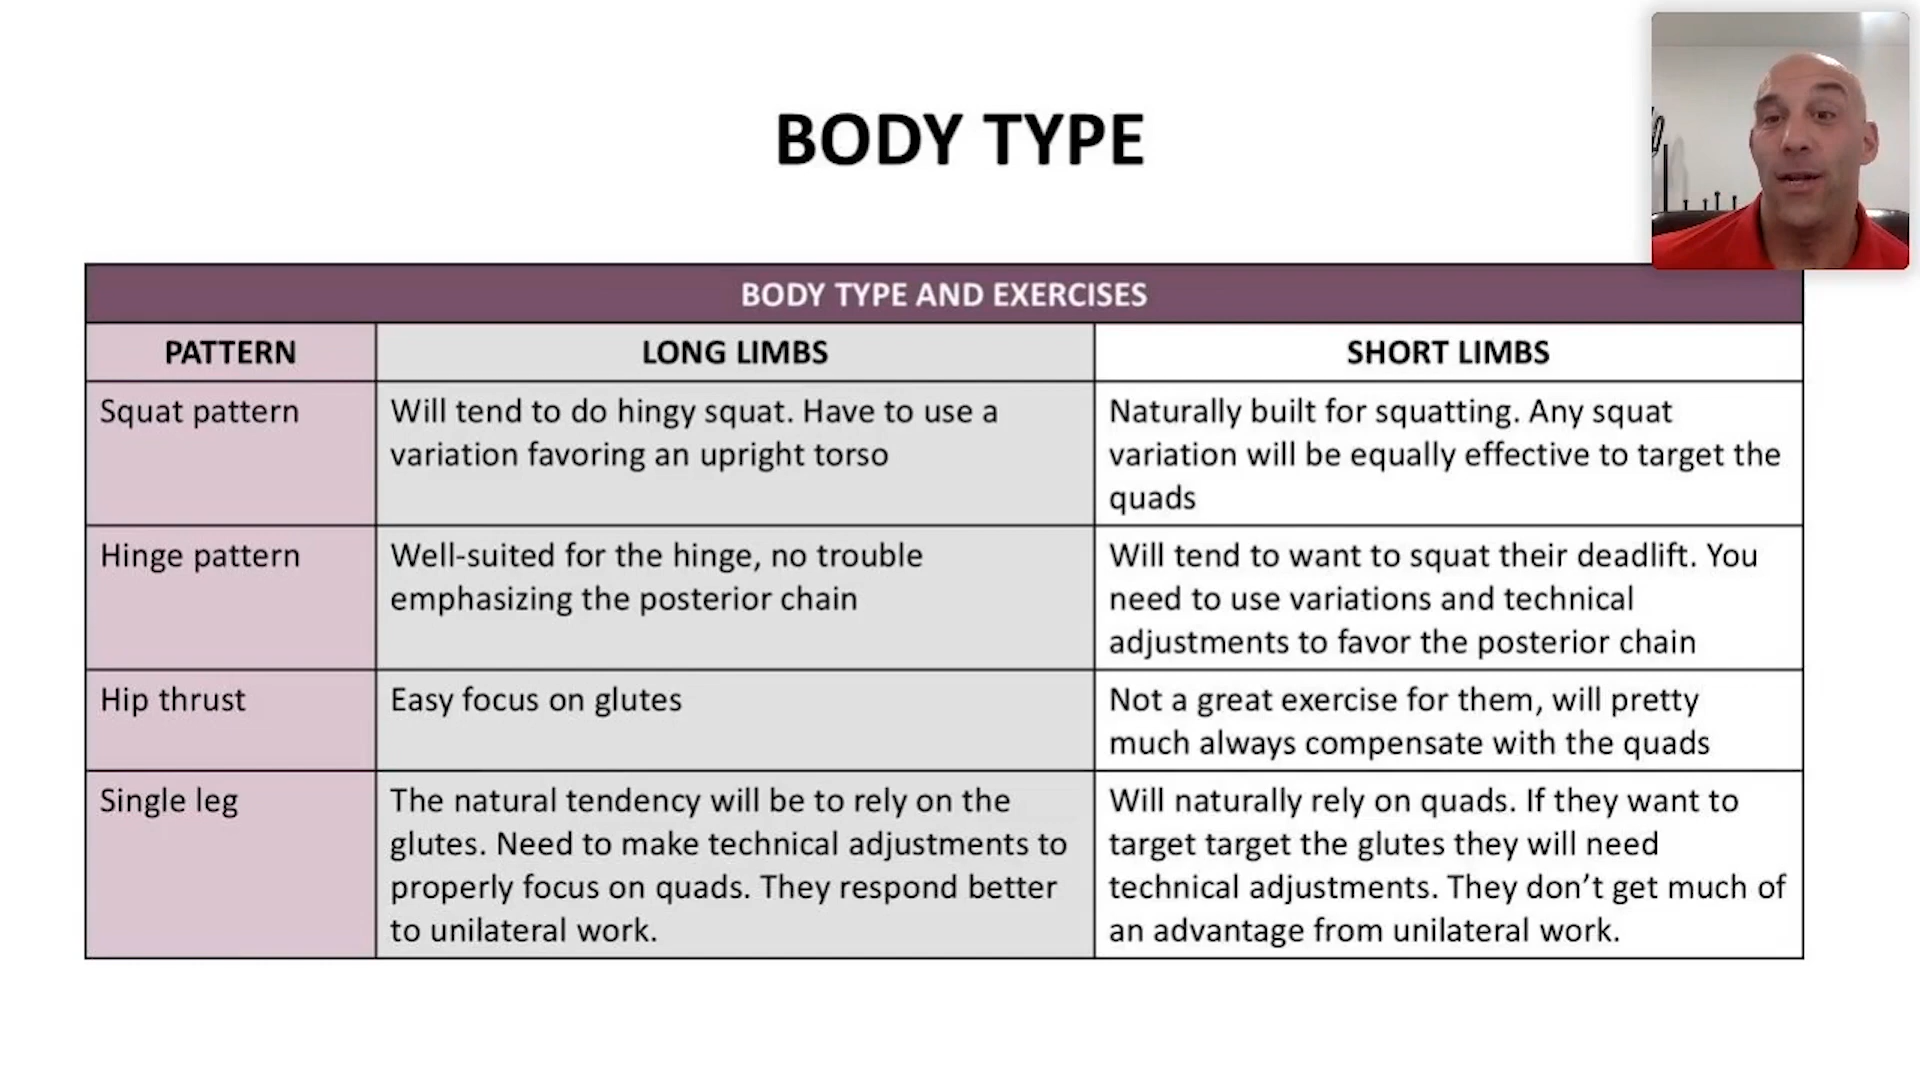 BODY TYPE
BODY TYPE AND EXERCISES
PATTERN
LONG LIMBS
SHORT LIMBS
Squat pattern
Will tend to do hingy squat. Have to use a
variation favoring an upright torso
Naturally built for squatting. Any squat
variation will be equally effective to target the
quads
Hinge pattern
Well-suited for the hinge, no trouble
emphasizing the posterior chain
Will tend to want to squat their deadlift. You
need to use variations and technical
adjustments to favor the posterior chain
Hip thrust
Easy focus on glutes
Not a great exercise for them, will pretty
much always compensate with the quads
Single leg
The natural tendency will be to rely on the
glutes. Need to make technical adjustments to
properly focus on quads. They respond better
to unilateral work.
Will naturally rely on quads. If they want to
target target the glutes they will need
technical adjustments. They don’t get much of
an advantage from unilateral work.